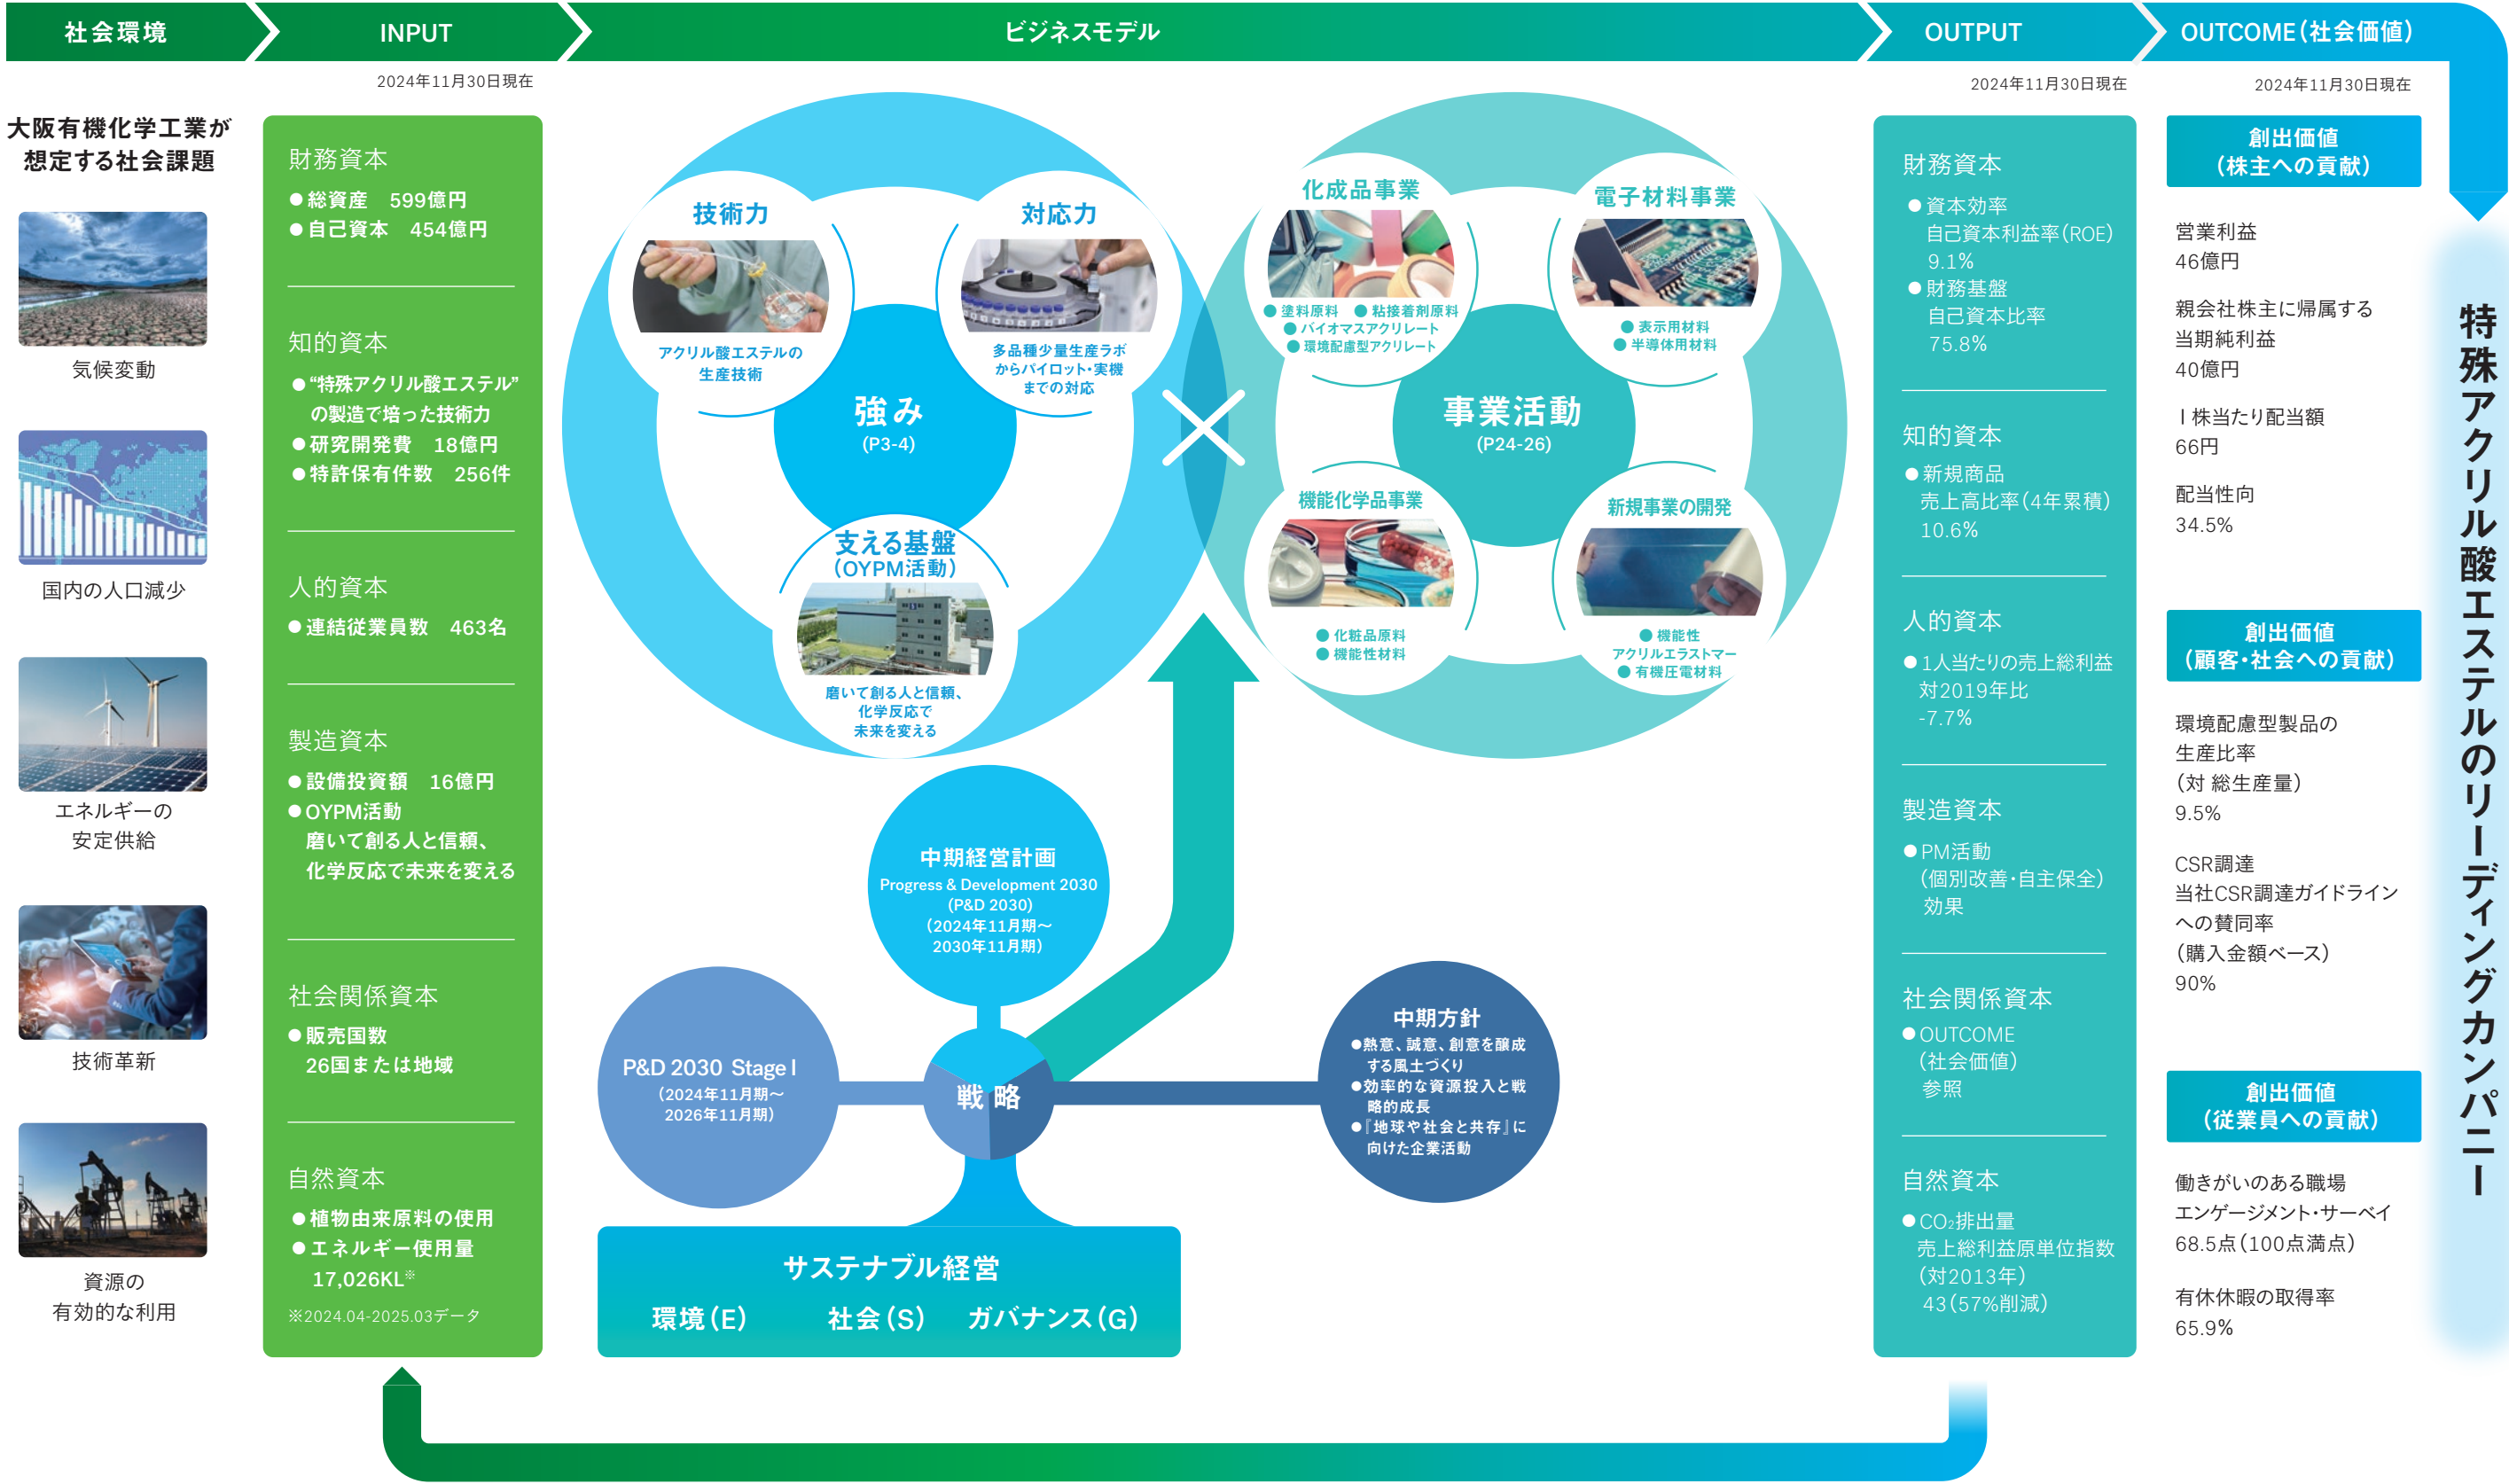 社会環境
INPUT
ビジネスモデル
OUTPUT
OUTCOME(社会価値)
2024年11月30日現在
2024年11月30日現在
2024年11月30日現在
大阪有機化学工業が
想定する社会課題
気候変動
国内の人口減少
エネルギーの
安定供給
技術革新
資源の
有効的な利用
財務資本
●総資産 599億円
●自己資本 454億円
知的資本
●“特殊アクリル酸エステル”
の製造で培った技術力
●研究開発費 18億円
●特許保有件数 256件
人的資本
●連結従業員数 463名
製造資本
●設備投資額 16億円
●OYPM活動
磨いて創る人と信頼、
化学反応で未来を変える
社会関係資本
●販売国数
26国または地域
自然資本
●植物由来原料の使用
●エネルギー使用量
17,026KL※
※2024.04-2025.03データ
技術力
アクリル酸エステルの
生産技術
対応力
多品種少量生産ラボ
からパイロット・実機
までの対応
強み
(P3-4)
支える基盤
(OYPM活動)
磨いて創る人と信頼、
化学反応で
未来を変える
化成品事業
●塗料原料 ●粘接着剤原料
●バイオマスアクリレート
●環境配慮型アクリレート
電子材料事業
●表示用材料
●半導体用材料
事業活動
(P24-26)
機能化学品事業
●化粧品原料
●機能性材料
新規事業の開発
●機能性
アクリルエラストマー
●有機圧電材料
中期経営計画
Progress & Development 2030
(P&D 2030)
(2024年11月期〜
2030年11月期)
P&D 2030 Stage I
(2024年11月期〜
2026年11月期)
戦略
中期方針
●熱意、誠意、創意を醸成
する風土づくり
●効率的な資源投入と戦
略的成長
●『地球や社会と共存』に
向けた企業活動
サステナブル経営
環境(E) 社会(S) ガバナンス(G)
財務資本
●資本効率
自己資本利益率(ROE)
9.1%
●財務基盤
自己資本比率
75.8%
知的資本
●新規商品
売上高比率(4年累積)
10.6%
人的資本
●1人当たりの売上総利益
対2019年比
-7.7%
製造資本
●PM活動
(個別改善・自主保全)
効果
社会関係資本
●OUTCOME
(社会価値)
参照
自然資本
●CO₂排出量
売上総利益原単位指数
(対2013年)
43(57%削減)
創出価値
(株主への貢献)
営業利益
46億円
親会社株主に帰属する
当期純利益
40億円
1株当たり配当額
66円
配当性向
34.5%
創出価値
(顧客・社会への貢献)
環境配慮型製品の
生産比率
(対 総生産量)
9.5%
CSR調達
当社CSR調達ガイドライン
への賛同率
(購入金額ベース)
90%
創出価値
(従業員への貢献)
働きがいのある職場
エンゲージメント・サーベイ
68.5点(100点満点)
有休休暇の取得率
65.9%
特殊アクリル酸エステルのリーディングカンパニー